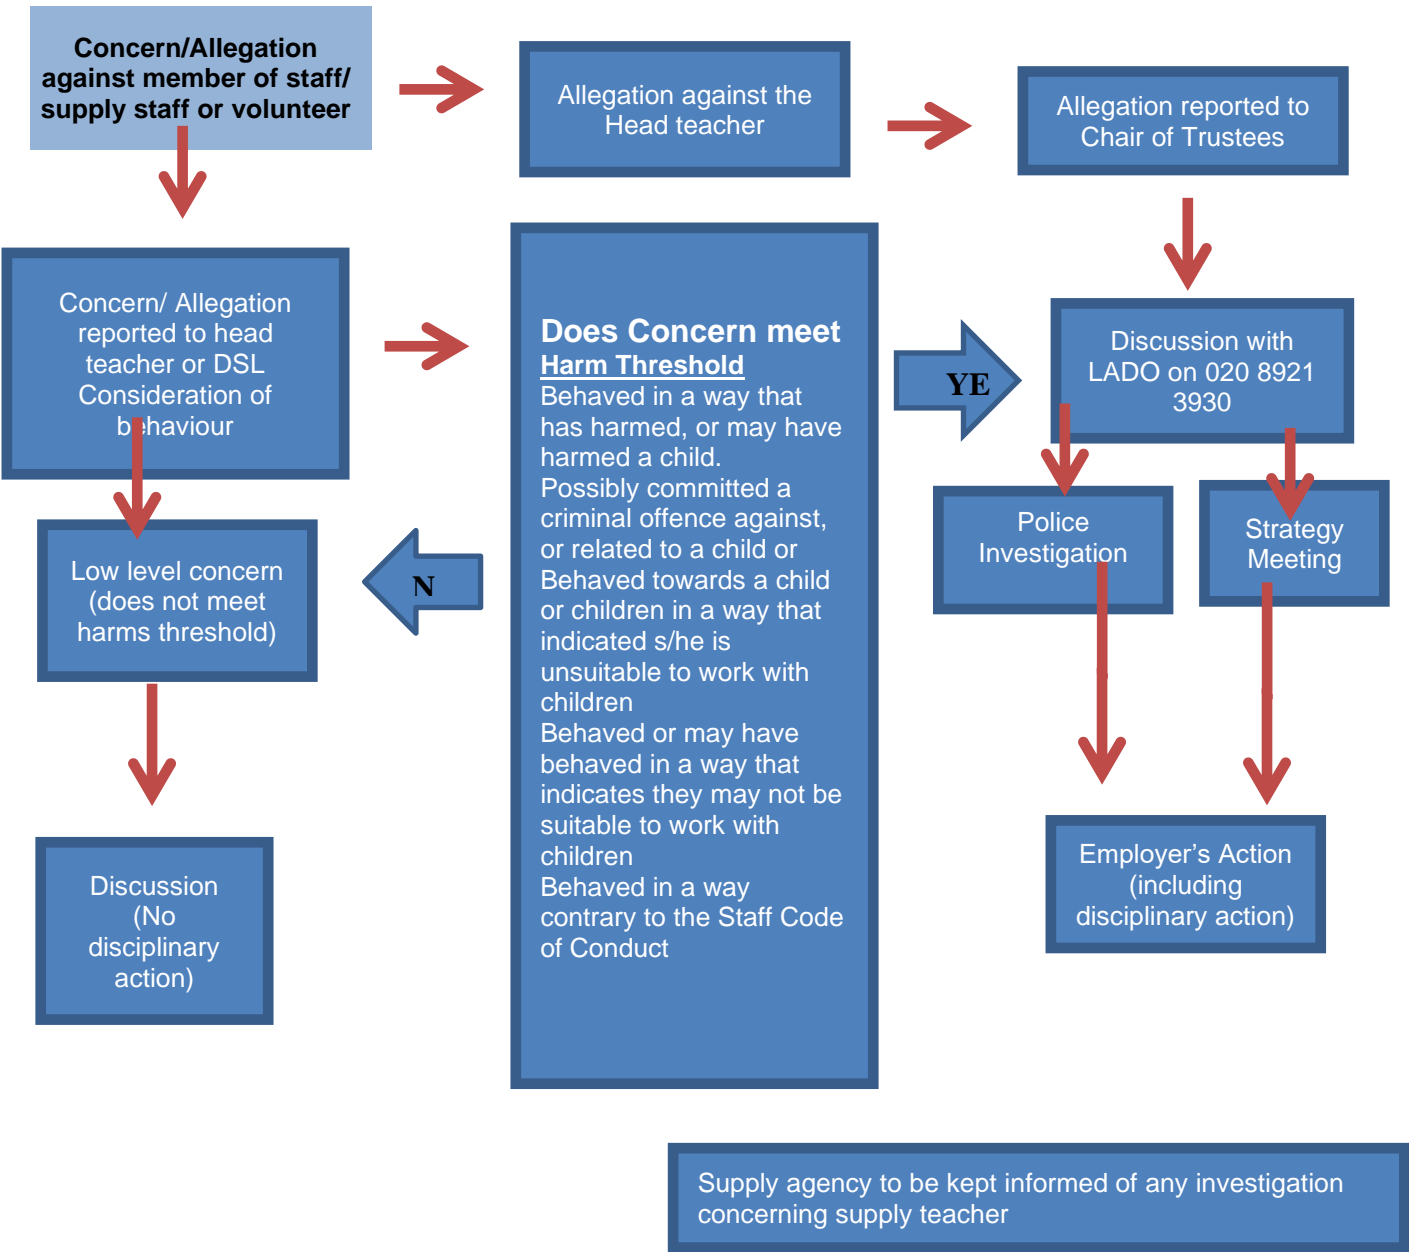 Concern/Allegation
against member of staff/
supply staff or volunteer
Allegation against the
Head teacher
Allegation reported to
Chair of Trustees
Concern/ Allegation
reported to head
teacher or DSL
Consideration of
behaviour
Does Concern meet
Harm Threshold
Behaved in a way that
has harmed, or may have
harmed a child.
Possibly committed a
criminal offence against,
or related to a child or
Behaved towards a child
or children in a way that
indicated s/he is
unsuitable to work with
children
Behaved or may have
behaved in a way that
indicates they may not be
suitable to work with
children
Behaved in a way
contrary to the Staff Code
of Conduct
YE
Discussion with
LADO on 020 8921
3930
Police
Investigation
Strategy
Meeting
N
Low level concern
(does not meet
harms threshold)
Discussion
(No
disciplinary
action)
Employer’s Action
(including
disciplinary action)
Supply agency to be kept informed of any investigation
concerning supply teacher